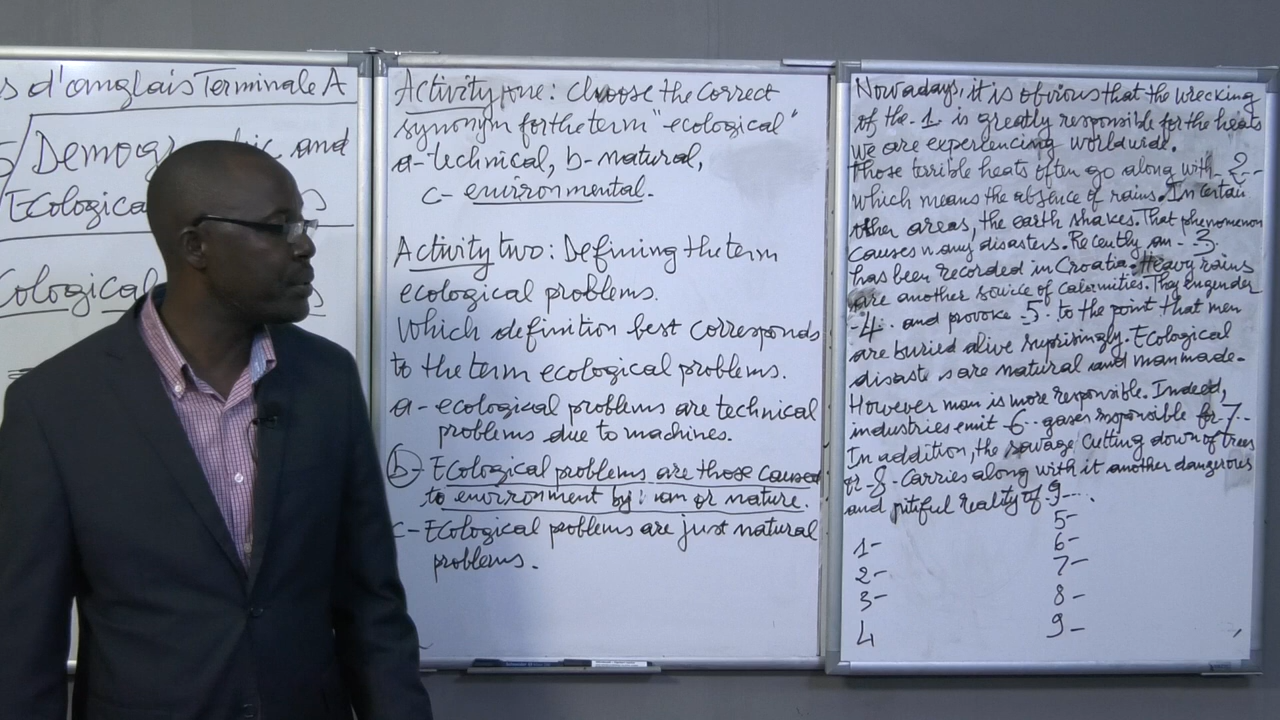 s d'anglais Terminale A
5/ Demogr ic and
Ecologica s
cological s
Activity one: Choose the correct
synonym for the term "ecological"
a- technical, b- natural,
c- environmental.
Activity two: Defining the term
ecological problems.
Which definition best corresponds
to the term ecological problems.
a- ecological problems are technical
problems due to machines.
b- Ecological problems are those caused
to environment by: an or nature.
c- Ecological problems are just natural
problems.
Nowadays, it is obvious that the wrecking
of the -1- is greatly responsible for the heats
we are experiencing worldwide.
Those terrible heats often go along with -2-
which means the absence of rains. In certain
other areas, the earth shakes. That phenomenon
causes many disasters. Recently an -3-
has been recorded in Croatia. Heavy rains
are another source of calamities. They engender
-4- and provoke -5- to the point that men
are buried alive suprisingly. Ecological
disaste s are natural and man made-
However man is more responsible. Indeed,
industries emit -6- gases responsible for 7-
In addition, the savage cutting down of trees
or -8- carries along with it another dangerous
and pitiful reality of 9---.
1-
2-
3-
4
5-
6-
7-
8-
9-